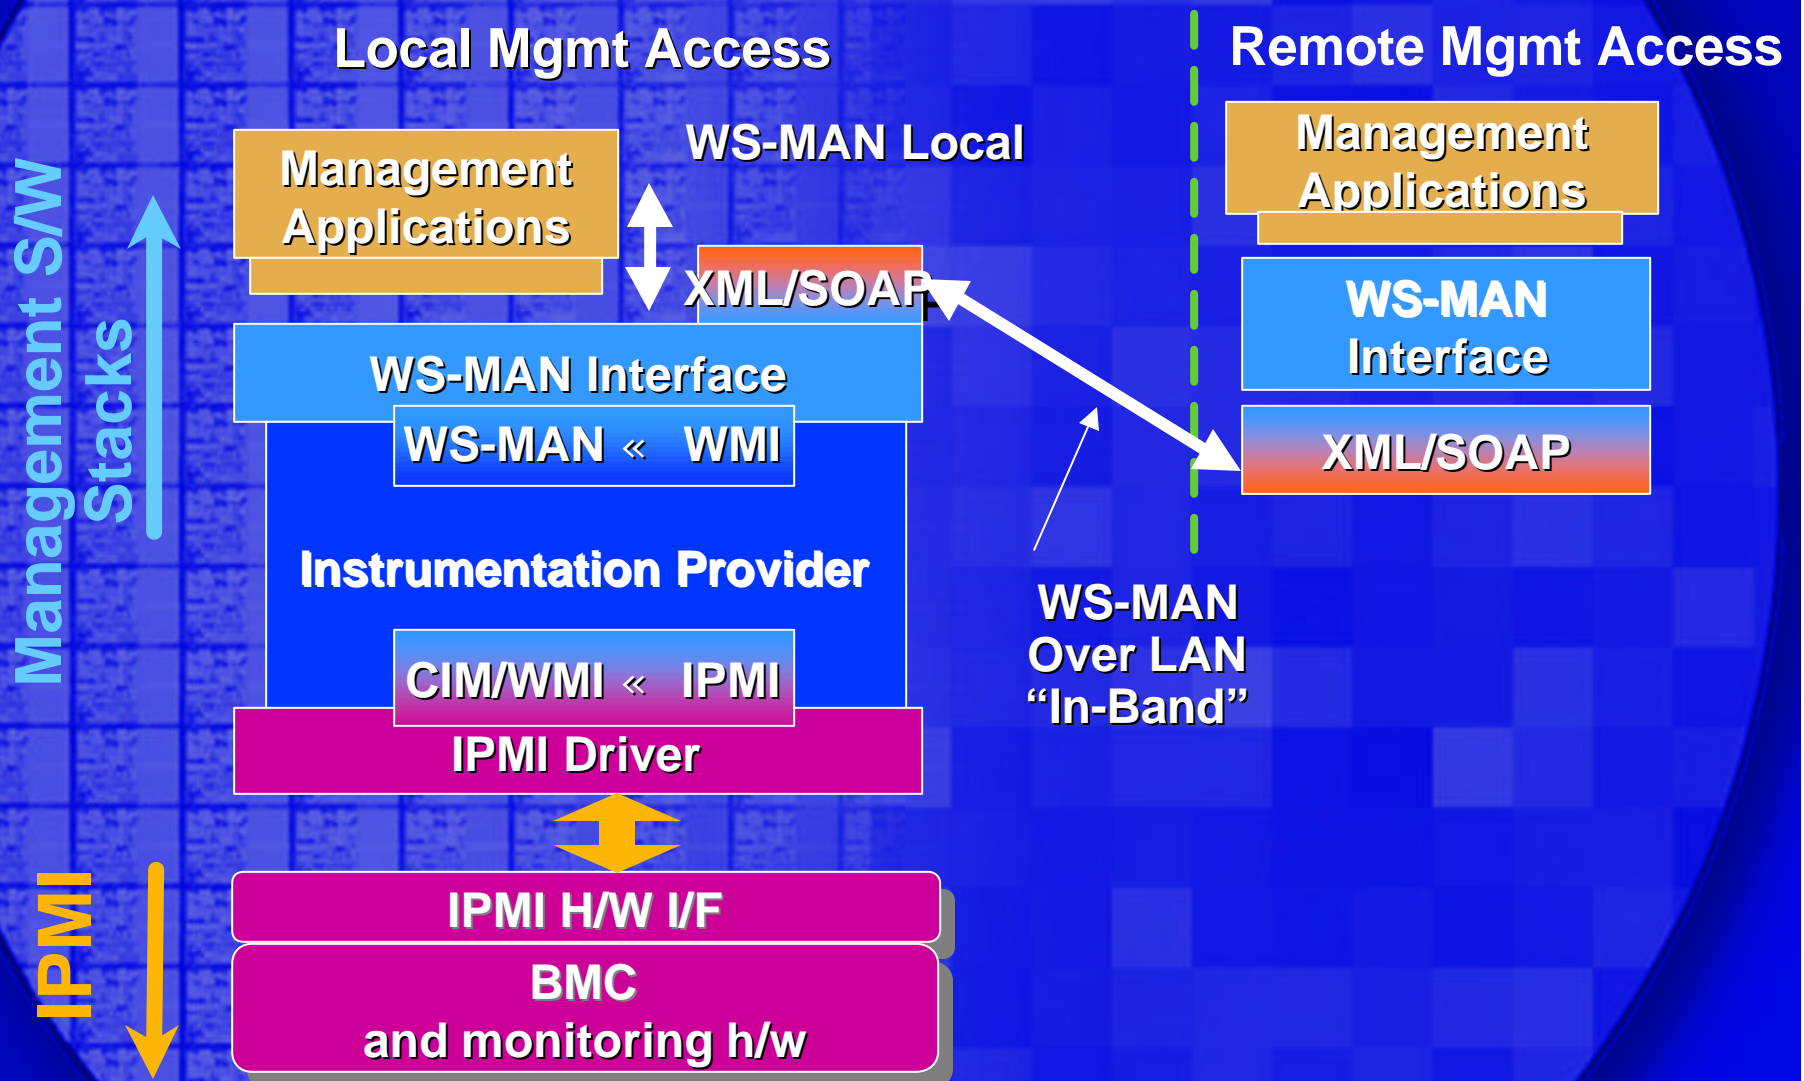 Local Mgmt Access
Remote Mgmt Access
Management S/W
Stacks
Management
Applications
WS-MAN Local
XML/SOAP
WS-MAN Interface
WS-MAN « WMI
Instrumentation Provider
CIM/WMI « IPMI
IPMI Driver
Management
Applications
WS-MAN
Interface
XML/SOAP
WS-MAN
Over LAN
“In-Band”
IPMI
IPMI H/W I/F
BMC
and monitoring h/w